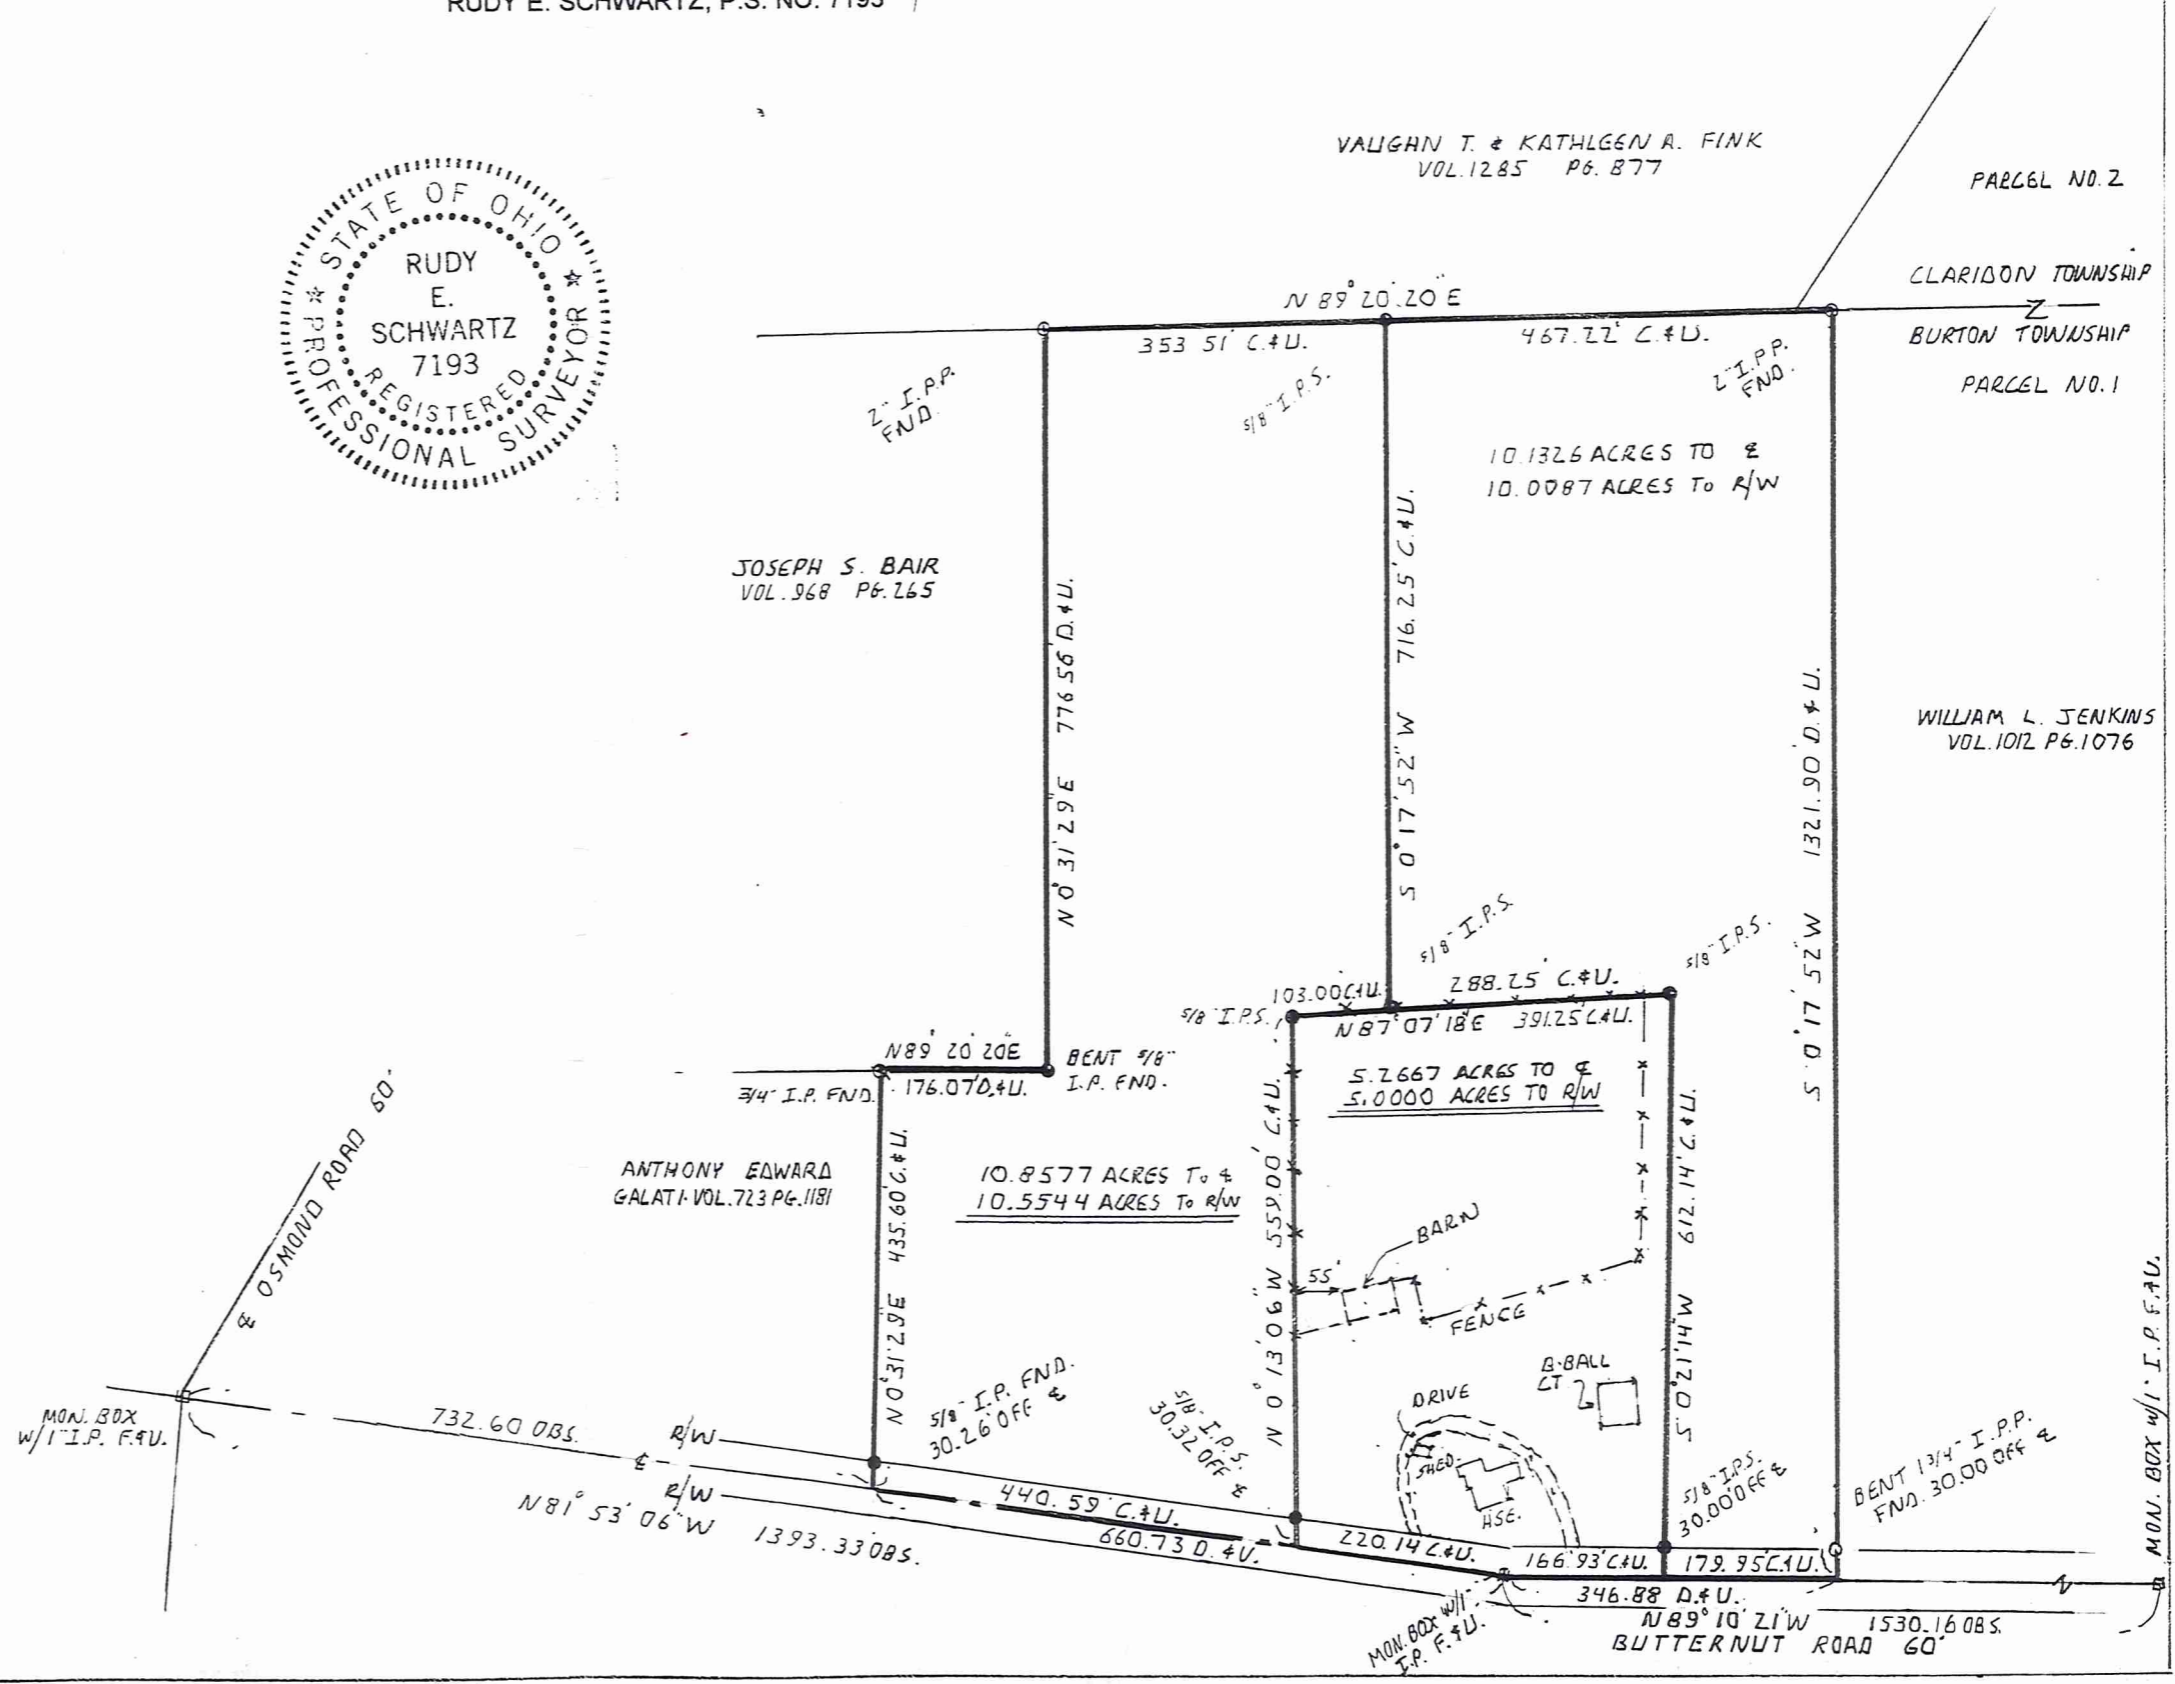 RUDY E. SCHWARTZ, P.S. NO. 7193
STATE OF OHIO
RUDY
E.
SCHWARTZ
7193
REGISTERED
PROFESSIONAL SURVEYOR
VAUGHN T. & KATHLEEN A. FINK
VOL.1285 PG. 877
PARCEL NO.2
CLARIDON TOWNSHIP
BURTON TOWNSHIP
PARCEL NO.1
N 89° 20' 20" E
353 51' C.&U.
467.22' C.&U.
2" I.P.P.
FND.
5/8" I.P.S.
2" I.P.P.
FND.
10.1326 ACRES TO ℄
10.0087 ACRES TO R/W
JOSEPH S. BAIR
VOL.968 PG.265
N 0° 31' 29" E 776 56' D.&U.
S 0° 17' 52" W 716.25' C.&U.
S 0° 17' 52" W 1321.90' D.&U.
WILLIAM L. JENKINS
VOL.1012 PG.1076
5/8" I.P.S.
5/8" I.P.S.
103.00 C.&U.
288.25' C.&U.
5/8" I.P.S.
N 87° 07' 18" E 391.25 C.&U.
N89° 20' 20" E
176.07' D.&U.
BENT 5/8"
I.P. FND.
3/4" I.P. FND.
5.2667 ACRES TO ℄
5.0000 ACRES TO R/W
ANTHONY EDWARD
GALATI. VOL.723 PG.1181
10.8577 ACRES TO ℄
10.5544 ACRES TO R/W
N 0° 31' 29" E 435.60' C.&U.
N 0° 13' 06" W 559.00' C.&U.
S 0° 21' 14" W 612.14' C.&U.
BARN
55'
FENCE
B-BALL
CT
DRIVE
SHED
HSE.
℄ OSMOND ROAD 60'
MON. BOX
W/1" I.P. F.&U.
732.60 OBS.
℄
R/W
R/W
N 81° 53' 06" W 1393.33 OBS.
5/8" I.P. FND.
30.26' OFF ℄
5/8" I.P.S.
30.32 OFF ℄
440.59' C.&U.
660.73 D.&U.
220.14 C.&U.
166.93' C.&U.
179.95 C.&U.
346.88 D.&U.
N89° 10' 21" W 1530.16 OBS.
BUTTERNUT ROAD 60'
MON. BOX W/1"
I.P. F.&U.
5/8" I.P.S.
30.00' OFF ℄
BENT 1 3/4" I.P.P.
FND. 30.00 OFF ℄
MON. BOX W/1" I.P. F.&U.